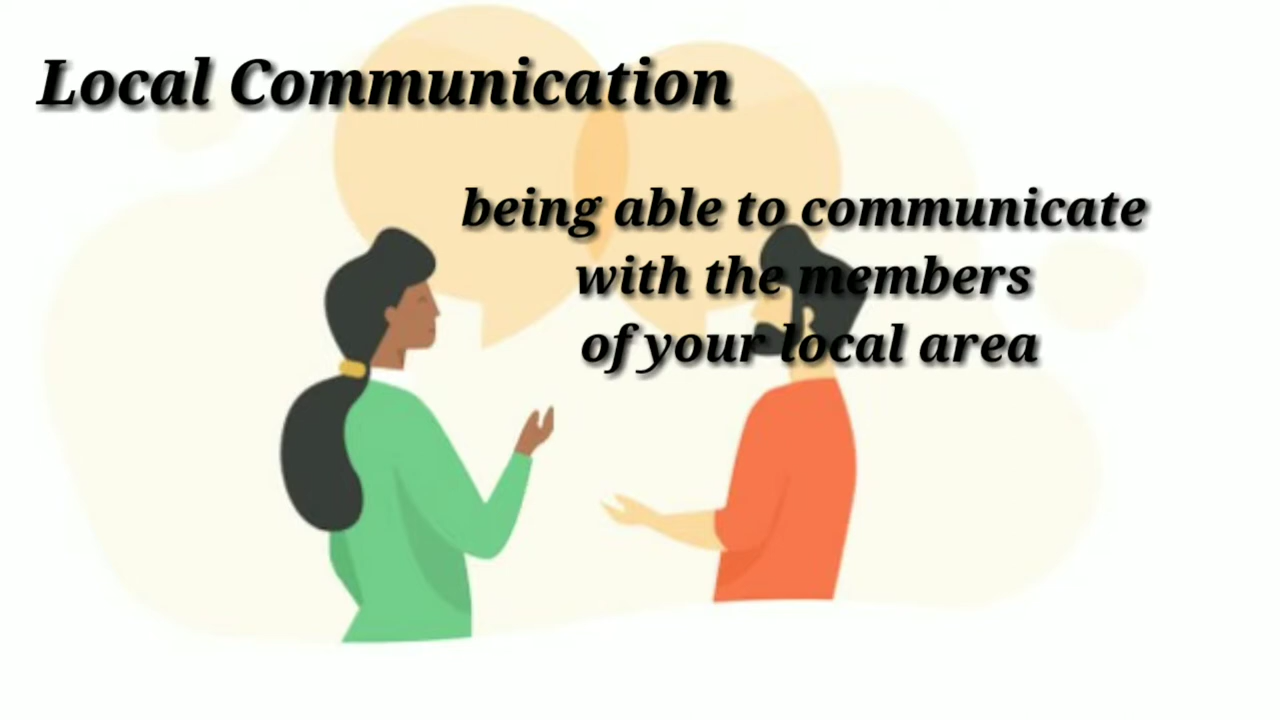 Local Communication
being able to communicate
with the members
of your local area